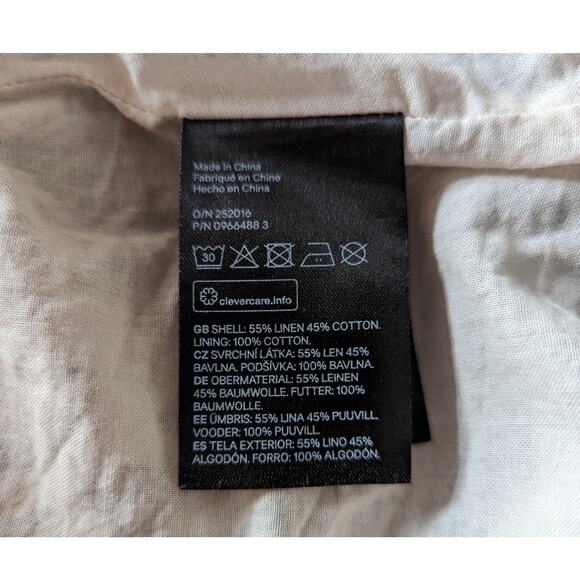 Made in China
Fabriqué en Chine
Hecho en China
O/N 252016
P/N 0966488 3
30
clevercare.info
GB SHELL: 55% LINEN 45% COTTON.
LINING: 100% COTTON.
CZ SVRCHNÍ LÁTKA: 55% LEN 45%
BAVLNA. PODŠÍVKA: 100% BAVLNA.
DE OBERMATERIAL: 55% LEINEN
45% BAUMWOLLE. FUTTER: 100%
BAUMWOLLE.
EE ÜMBRIS: 55% LINA 45% PUUVILL.
VOODER: 100% PUUVILL.
ES TELA EXTERIOR: 55% LINO 45%
ALGODÓN. FORRO: 100% ALGODÓN.